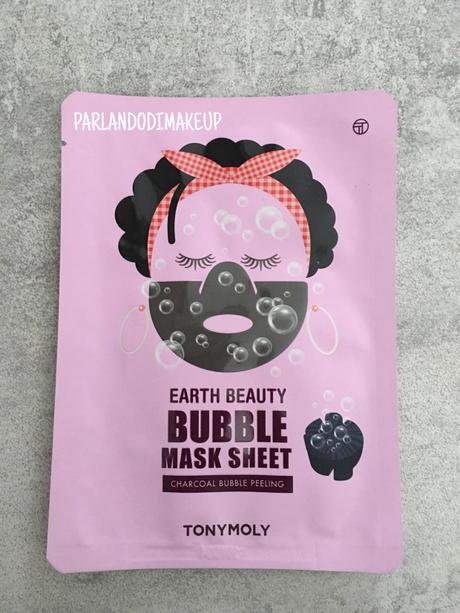 PARLANDODIMAKEUP
EARTH BEAUTY
BUBBLE
MASK SHEET
CHARCOAL BUBBLE PEELING
TONYMOLY